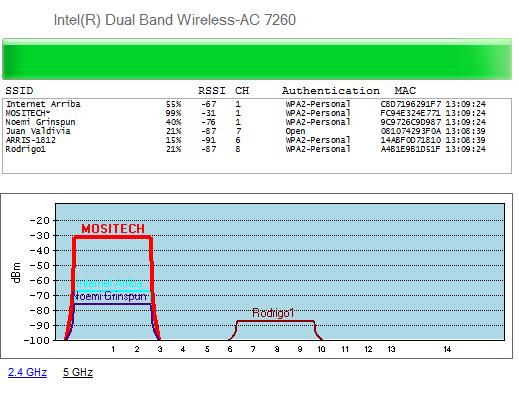 Intel(R) Dual Band Wireless-AC 7260
SSID RSSI CH Authentication MAC
Internet Arriba 55% -67 1 WPA2-Personal C8D7196291F7 13:09:24
MOSITECH* 99% -31 1 WPA2-Personal FC94E324E771 13:09:24
Noemi Grinspun 40% -76 1 WPA2-Personal 9C9726C9D987 13:09:24
Juan Valdivia 21% -87 7 Open 081074293F0A 13:08:39
ARRIS-1812 15% -91 6 WPA2-Personal 14ABF0D71810 13:08:39
Rodrigo1 21% -87 8 WPA2-Personal A4B1E9B1D51F 13:09:24
-20
MOSITECH
-30
-40
-50
dBm
-60
Internet Arriba
-70
Noemi Grinspun
-80
Rodrigo1
-90
-100
1 2 3 4 5 6 7 8 9 10 11 12 13 14
2.4 GHz 5 GHz